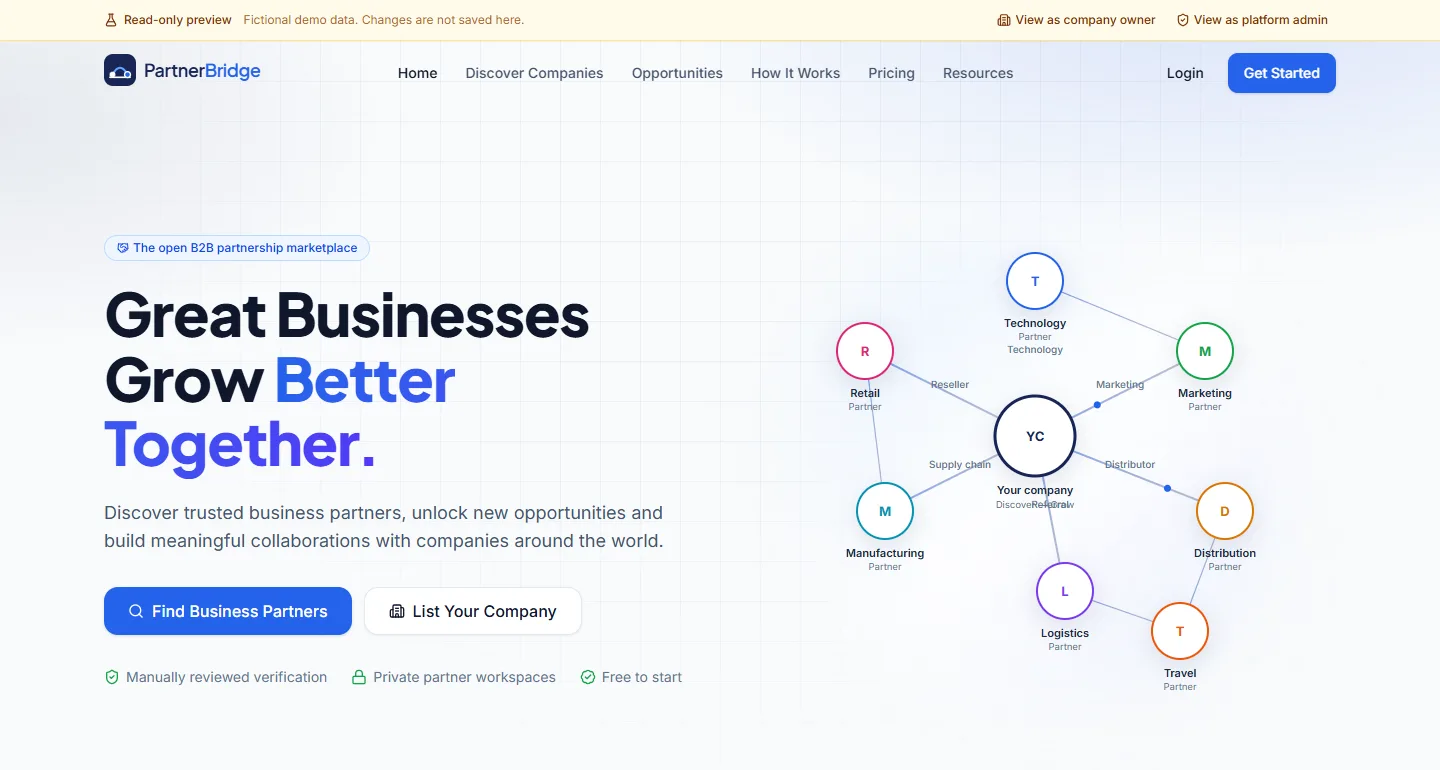 Read-only preview Fictional demo data. Changes are not saved here. View as company owner View as platform admin
PartnerBridge Home Discover Companies Opportunities How It Works Pricing Resources Login Get Started
The open B2B partnership marketplace
Great Businesses
Grow Better
Together.
Discover trusted business partners, unlock new opportunities and
build meaningful collaborations with companies around the world.
Find Business Partners List Your Company
Manually reviewed verification Private partner workspaces Free to start
T
Technology
Partner
Technology
R
Retail
Partner
M
Marketing
Partner
Reseller
Marketing
YC
Your company
Supply chain
Distributor
Referral
M
Manufacturing
Partner
D
Distribution
Partner
L
Logistics
Partner
T
Travel
Partner